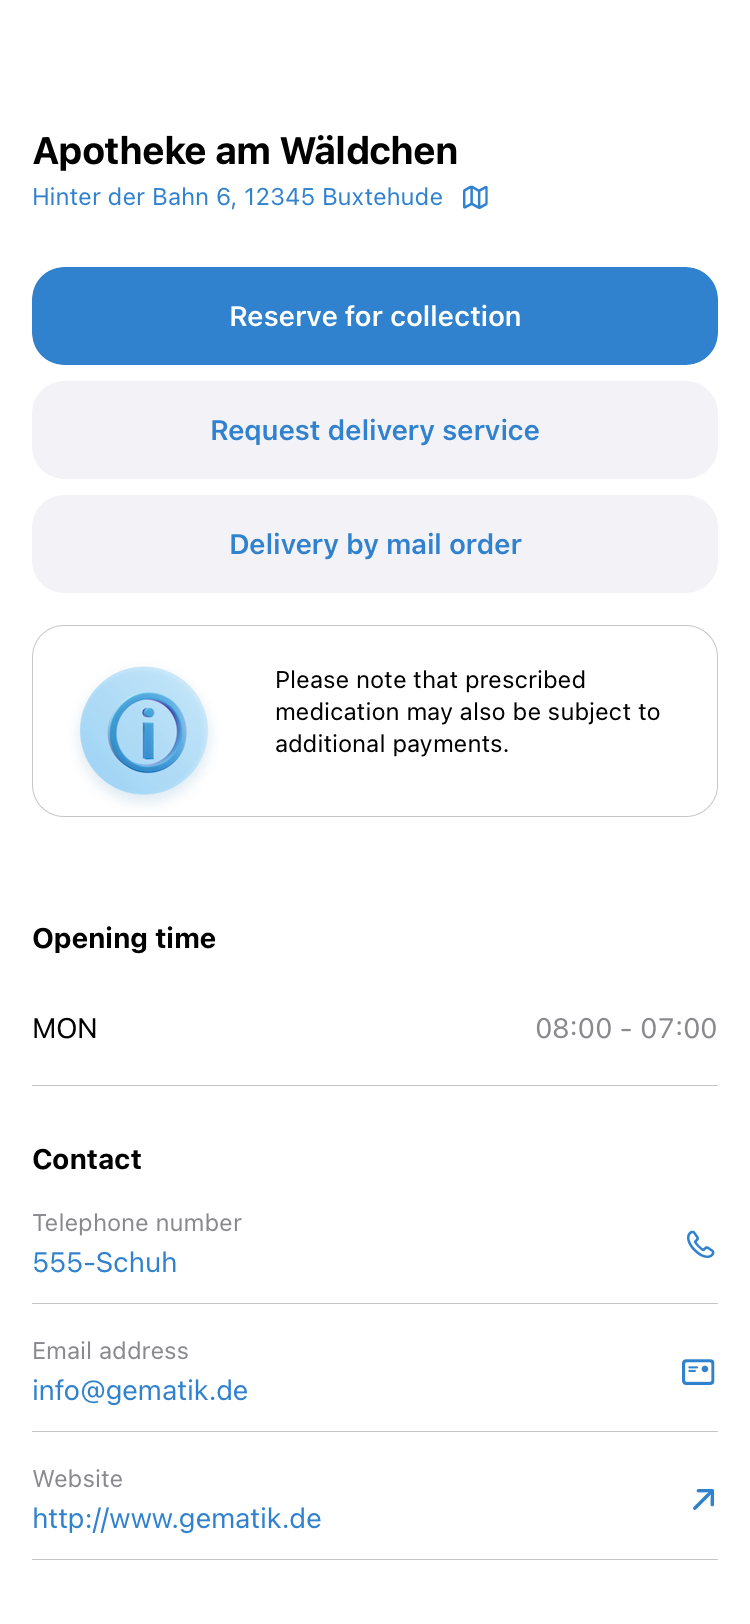 Apotheke am Wäldchen
Hinter der Bahn 6, 12345 Buxtehude
Reserve for collection
Request delivery service
Delivery by mail order
Please note that prescribed
medication may also be subject to
additional payments.
Opening time
MON 08:00 - 07:00
Contact
Telephone number
555-Schuh
Email address
info@gematik.de
Website
http://www.gematik.de